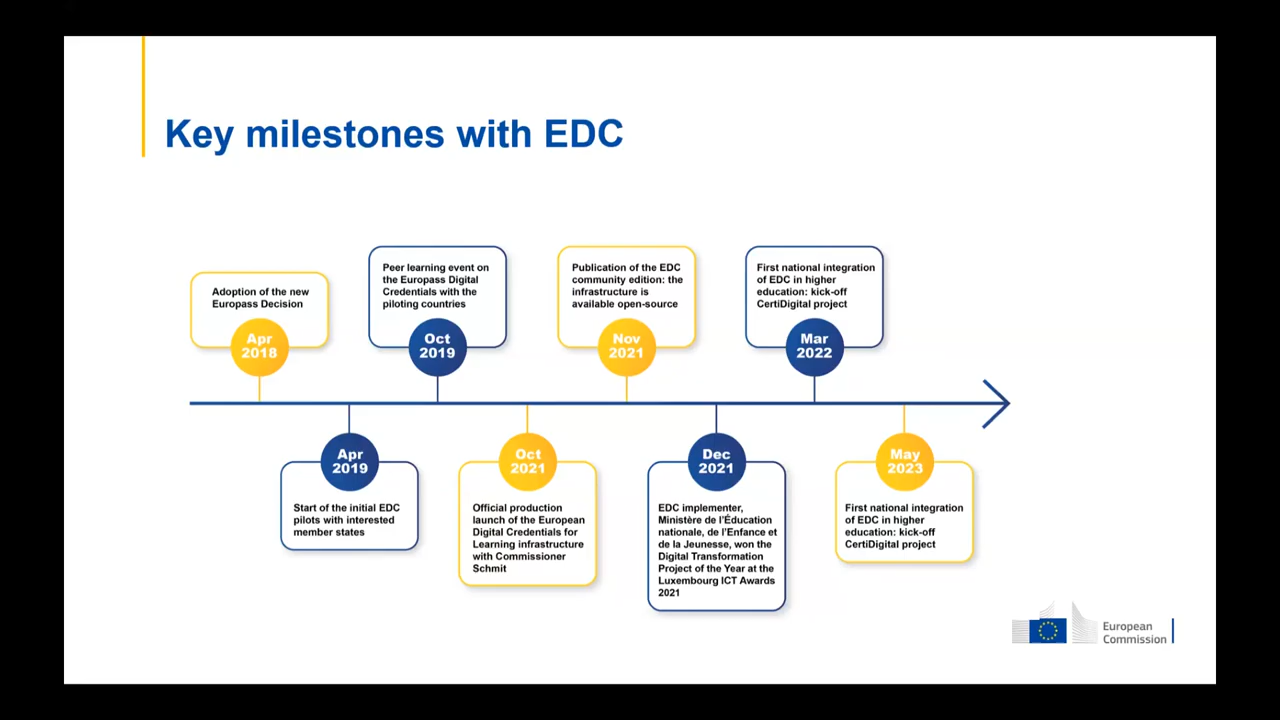 Key milestones with EDC
Adoption of the new
Europass Decision
Apr
2018
Peer learning event on
the Europass Digital
Credentials with the
piloting countries
Oct
2019
Publication of the EDC
community edition: the
infrastructure is
available open-source
Nov
2021
First national integration
of EDC in higher
education: kick-off
CertiDigital project
Mar
2022
Apr
2019
Start of the initial EDC
pilots with interested
member states
Oct
2021
Official production
launch of the European
Digital Credentials for
Learning infrastructure
with Commissioner
Schmit
Dec
2021
EDC implementer,
Ministère de l'Éducation
nationale, de l'Enfance et
de la Jeunesse, won the
Digital Transformation
Project of the Year at the
Luxembourg ICT Awards
2021
May
2023
First national integration
of EDC in higher
education: kick-off
CertiDigital project
European
Commission